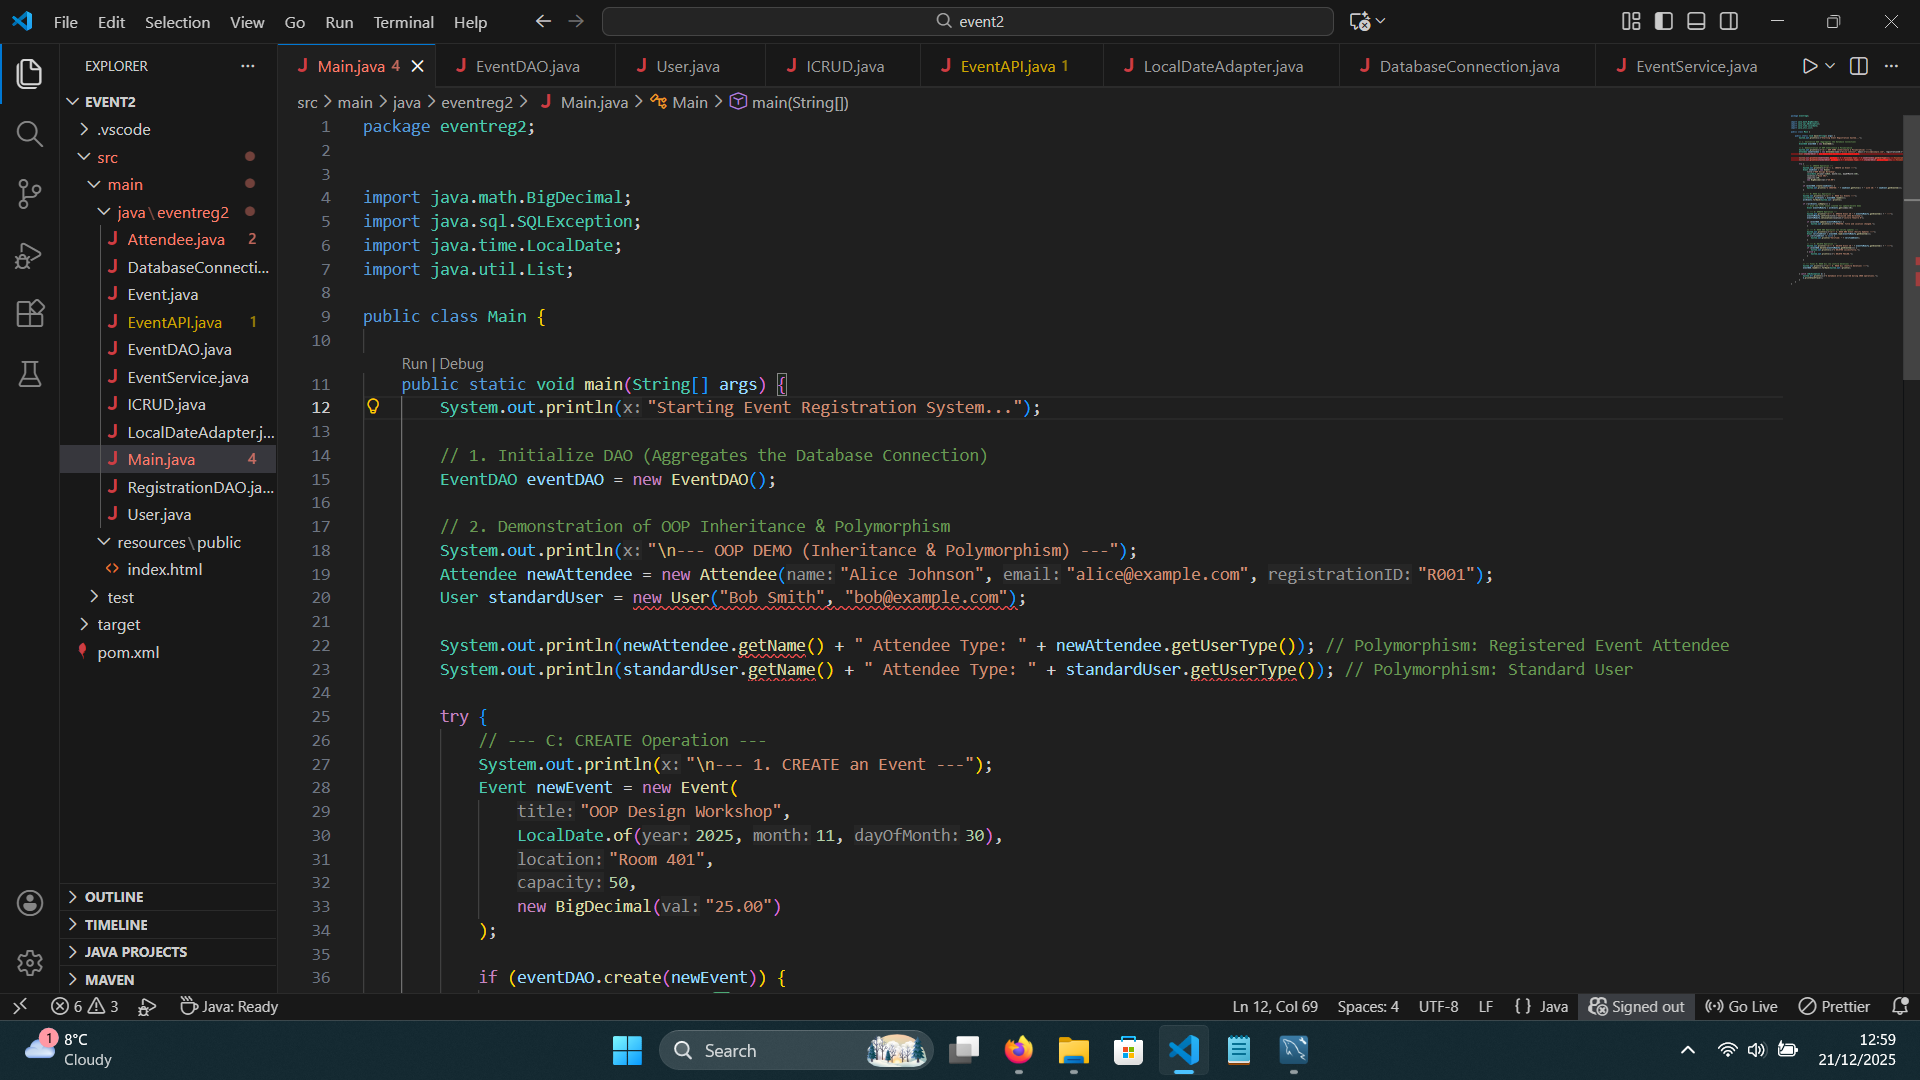 File Edit Selection View Go Run Terminal Help
event2
EXPLORER
Main.java 4
EventDAO.java
User.java
ICRUD.java
EventAPI.java 1
LocalDateAdapter.java
DatabaseConnection.java
EventService.java
EVENT2
.vscode
src
main
java\eventreg2
Attendee.java 2
DatabaseConnecti...
Event.java
EventAPI.java 1
EventDAO.java
EventService.java
ICRUD.java
LocalDateAdapter.j...
Main.java 4
RegistrationDAO.ja...
User.java
resources\public
index.html
test
target
pom.xml
OUTLINE
TIMELINE
JAVA PROJECTS
MAVEN
src > main > java > eventreg2 > Main.java > Main > main(String[])
1 package eventreg2;
2
3
4 import java.math.BigDecimal;
5 import java.sql.SQLException;
6 import java.time.LocalDate;
7 import java.util.List;
8
9 public class Main {
10
Run | Debug
11 public static void main(String[] args) {
12 System.out.println(x: "Starting Event Registration System...");
13
14 // 1. Initialize DAO (Aggregates the Database Connection)
15 EventDAO eventDAO = new EventDAO();
16
17 // 2. Demonstration of OOP Inheritance & Polymorphism
18 System.out.println(x: "\n--- OOP DEMO (Inheritance & Polymorphism) ---");
19 Attendee newAttendee = new Attendee(name: "Alice Johnson", email: "alice@example.com", registrationID: "R001");
20 User standardUser = new User("Bob Smith", "bob@example.com");
21
22 System.out.println(newAttendee.getName() + " Attendee Type: " + newAttendee.getUserType()); // Polymorphism: Registered Event Attendee
23 System.out.println(standardUser.getName() + " Attendee Type: " + standardUser.getUserType()); // Polymorphism: Standard User
24
25 try {
26 // --- C: CREATE Operation ---
27 System.out.println(x: "\n--- 1. CREATE an Event ---");
28 Event newEvent = new Event(
29 title: "OOP Design Workshop",
30 LocalDate.of(year: 2025, month: 11, dayOfMonth: 30),
31 location: "Room 401",
32 capacity: 50,
33 new BigDecimal(val: "25.00")
34 );
35
36 if (eventDAO.create(newEvent)) {
6 3
Java: Ready
Ln 12, Col 69
Spaces: 4
UTF-8
LF
{ } Java
Signed out
Go Live
Prettier
1
8°C
Cloudy
Search
12:59
21/12/2025